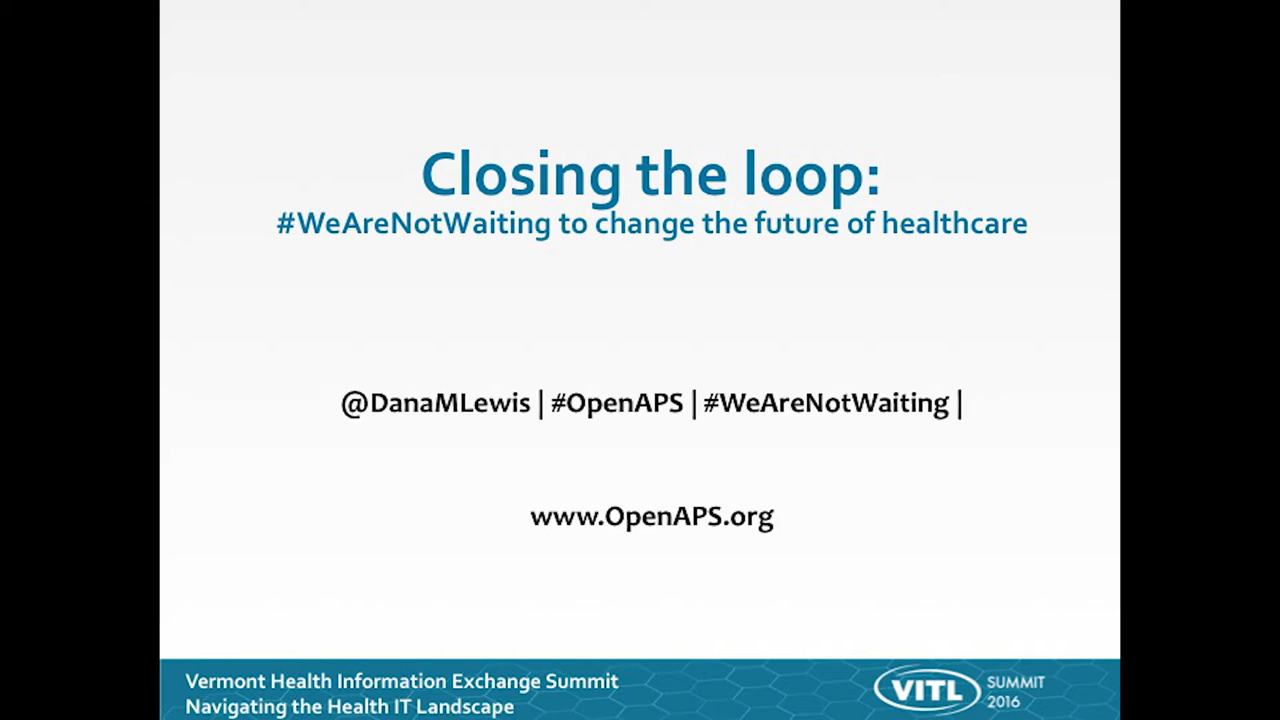 Closing the loop:
#WeAreNotWaiting to change the future of healthcare
@DanaMLewis | #OpenAPS | #WeAreNotWaiting |
www.OpenAPS.org
Vermont Health Information Exchange Summit
Navigating the Health IT Landscape
VITL
SUMMIT
2016